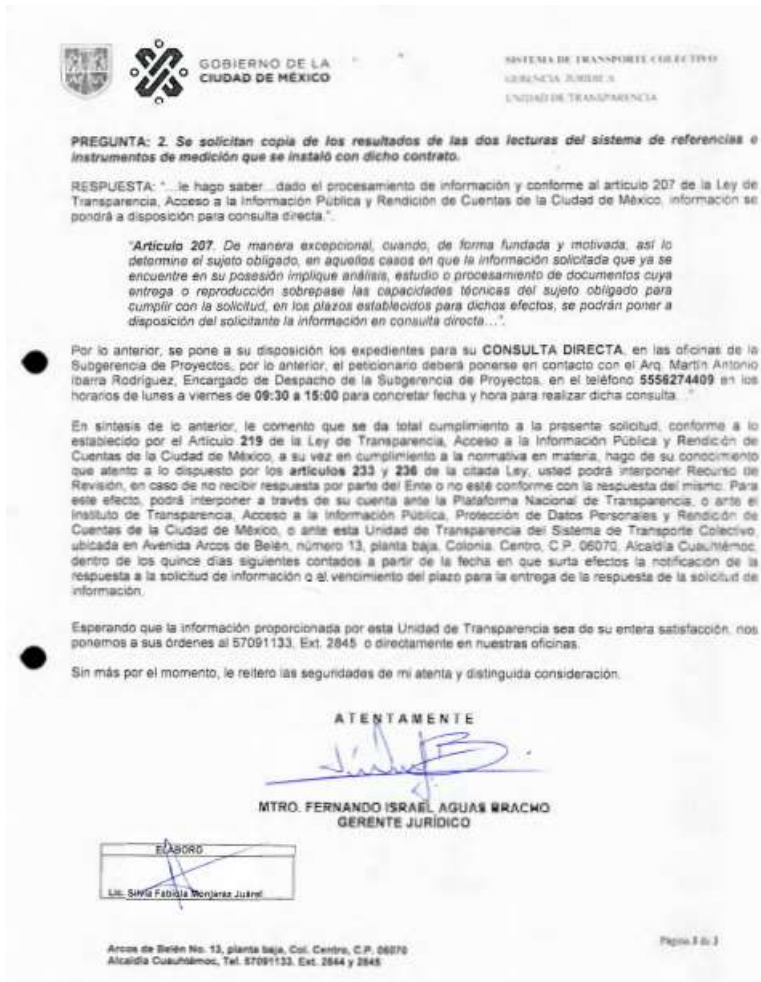 GOBIERNO DE LA
CIUDAD DE MÉXICO
SISTEMA DE TRANSPORTE COLECTIVO
GERENCIA JURÍDICA
UNIDAD DE TRANSPARENCIA
PREGUNTA: 2. Se solicitan copia de los resultados de las dos lecturas del sistema de referencias e
instrumentos de medición que se instaló con dicho contrato.
RESPUESTA: "...le hago saber...dado el procesamiento de información y conforme al artículo 207 de la Ley de
Transparencia, Acceso a la Información Pública y Rendición de Cuentas de la Ciudad de México, información se
pondrá a disposición para consulta directa.".
"Artículo 207. De manera excepcional, cuando, de forma fundada y motivada, así lo
determine el sujeto obligado, en aquellos casos en que la información solicitada que ya se
encuentre en su posesión implique análisis, estudio o procesamiento de documentos cuya
entrega o reproducción sobrepase las capacidades técnicas del sujeto obligado para
cumplir con la solicitud, en los plazos establecidos para dichos efectos, se podrán poner a
disposición del solicitante la información en consulta directa...".
Por lo anterior, se pone a su disposición los expedientes para su CONSULTA DIRECTA, en las oficinas de la
Subgerencia de Proyectos, por lo anterior, el peticionario deberá ponerse en contacto con el Arq. Martín Antonio
Ibarra Rodríguez, Encargado de Despacho de la Subgerencia de Proyectos, en el teléfono 5556274409 en los
horarios de lunes a viernes de 09:30 a 15:00 para concretar fecha y hora para realizar dicha consulta..."
En síntesis de lo anterior, le comento que se da total cumplimiento a la presente solicitud, conforme a lo
establecido por el Artículo 219 de la Ley de Transparencia, Acceso a la Información Pública y Rendición de
Cuentas de la Ciudad de México, a su vez en cumplimiento a la normativa en materia, hago de su conocimiento
que atento a lo dispuesto por los artículos 233 y 236 de la citada Ley, usted podrá interponer Recurso de
Revisión, en caso de no recibir respuesta por parte del Ente o no esté conforme con la respuesta del mismo. Para
este efecto, podrá interponer a través de su cuenta ante la Plataforma Nacional de Transparencia, o ante el
Instituto de Transparencia, Acceso a la Información Pública, Protección de Datos Personales y Rendición de
Cuentas de la Ciudad de México, o ante esta Unidad de Transparencia del Sistema de Transporte Colectivo,
ubicada en Avenida Arcos de Belén, número 13, planta baja, Colonia. Centro, C.P. 06070, Alcaldía Cuauhtémoc,
dentro de los quince días siguientes contados a partir de la fecha en que surta efectos la notificación de la
respuesta a la solicitud de información o el vencimiento del plazo para la entrega de la respuesta de la solicitud de
información.
Esperando que la información proporcionada por esta Unidad de Transparencia sea de su entera satisfacción, nos
ponemos a sus órdenes al 57091133, Ext. 2845 o directamente en nuestras oficinas.
Sin más por el momento, le reitero las seguridades de mi atenta y distinguida consideración.
ATENTAMENTE
MTRO. FERNANDO ISRAEL AGUAS BRACHO
GERENTE JURÍDICO
ELABORÓ
Lic. Silvia Fabiola Monjaraz Juárez
Arcos de Belén No. 13, planta baja, Col. Centro, C.P. 06070
Alcaldía Cuauhtémoc, Tel. 57091133, Ext. 2844 y 2845
Página 3 de 3